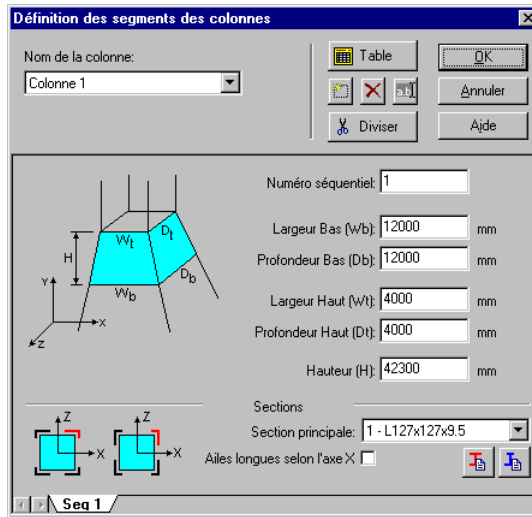 Définition des segments des colonnes
Nom de la colonne:
Colonne 1
Table
OK
a.b
Annuler
Diviser
Aide
Numéro séquentiel: 1
Largeur Bas (Wb): 12000 mm
Profondeur Bas (Db): 12000 mm
Largeur Haut (Wt): 4000 mm
Profondeur Haut (Dt): 4000 mm
Hauteur (H): 42300 mm
Wt
Dt
H
Db
Wb
Y
X
Z
Sections
Section principale: 1 - L127x127x9.5
Ailes longues selon l'axe X
Z
X
Z
X
Seg 1